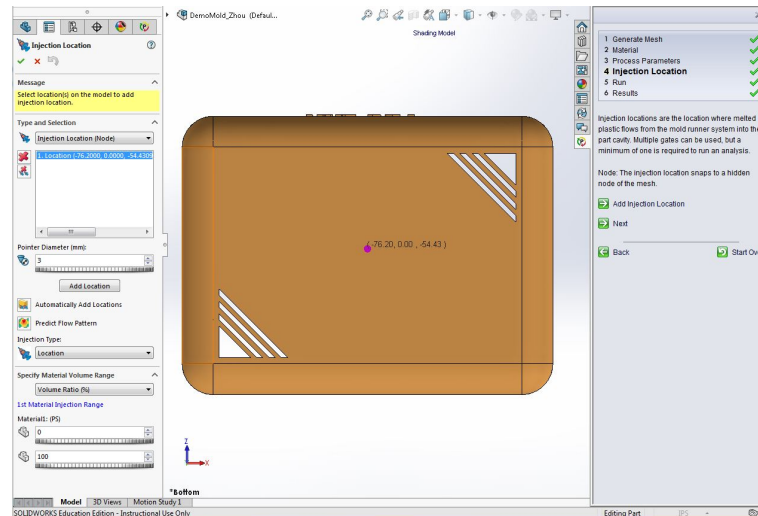 DemoMold_Zhou (Defaul...
Shading Model
Injection Location
Message
Select location(s) on the model to add
injection location.
Type and Selection
Injection Location (Node)
1. Location (-76.2000, 0.0000, -54.4309
Pointer Diameter (mm):
3
Add Location
Automatically Add Locations
Predict Flow Pattern
Injection Type:
Location
Specify Material Volume Range
Volume Ratio (%)
1st Material Injection Range
Material1: (PS)
0
100
(-76.20, 0.00 , -54.43 )
Z
X
*Bottom
Model
3D Views
Motion Study 1
SOLIDWORKS Education Edition - Instructional Use Only
Editing Part
IPS
1 Generate Mesh
2 Material
3 Process Parameters
4 Injection Location
5 Run
6 Results
Injection locations are the location where melted
plastic flows from the mold runner system into the
part cavity. Multiple gates can be used, but a
minimum of one is required to run an analysis.
Node: The injection location snaps to a hidden
node of the mesh.
Add Injection Location
Next
Back
Start Ov